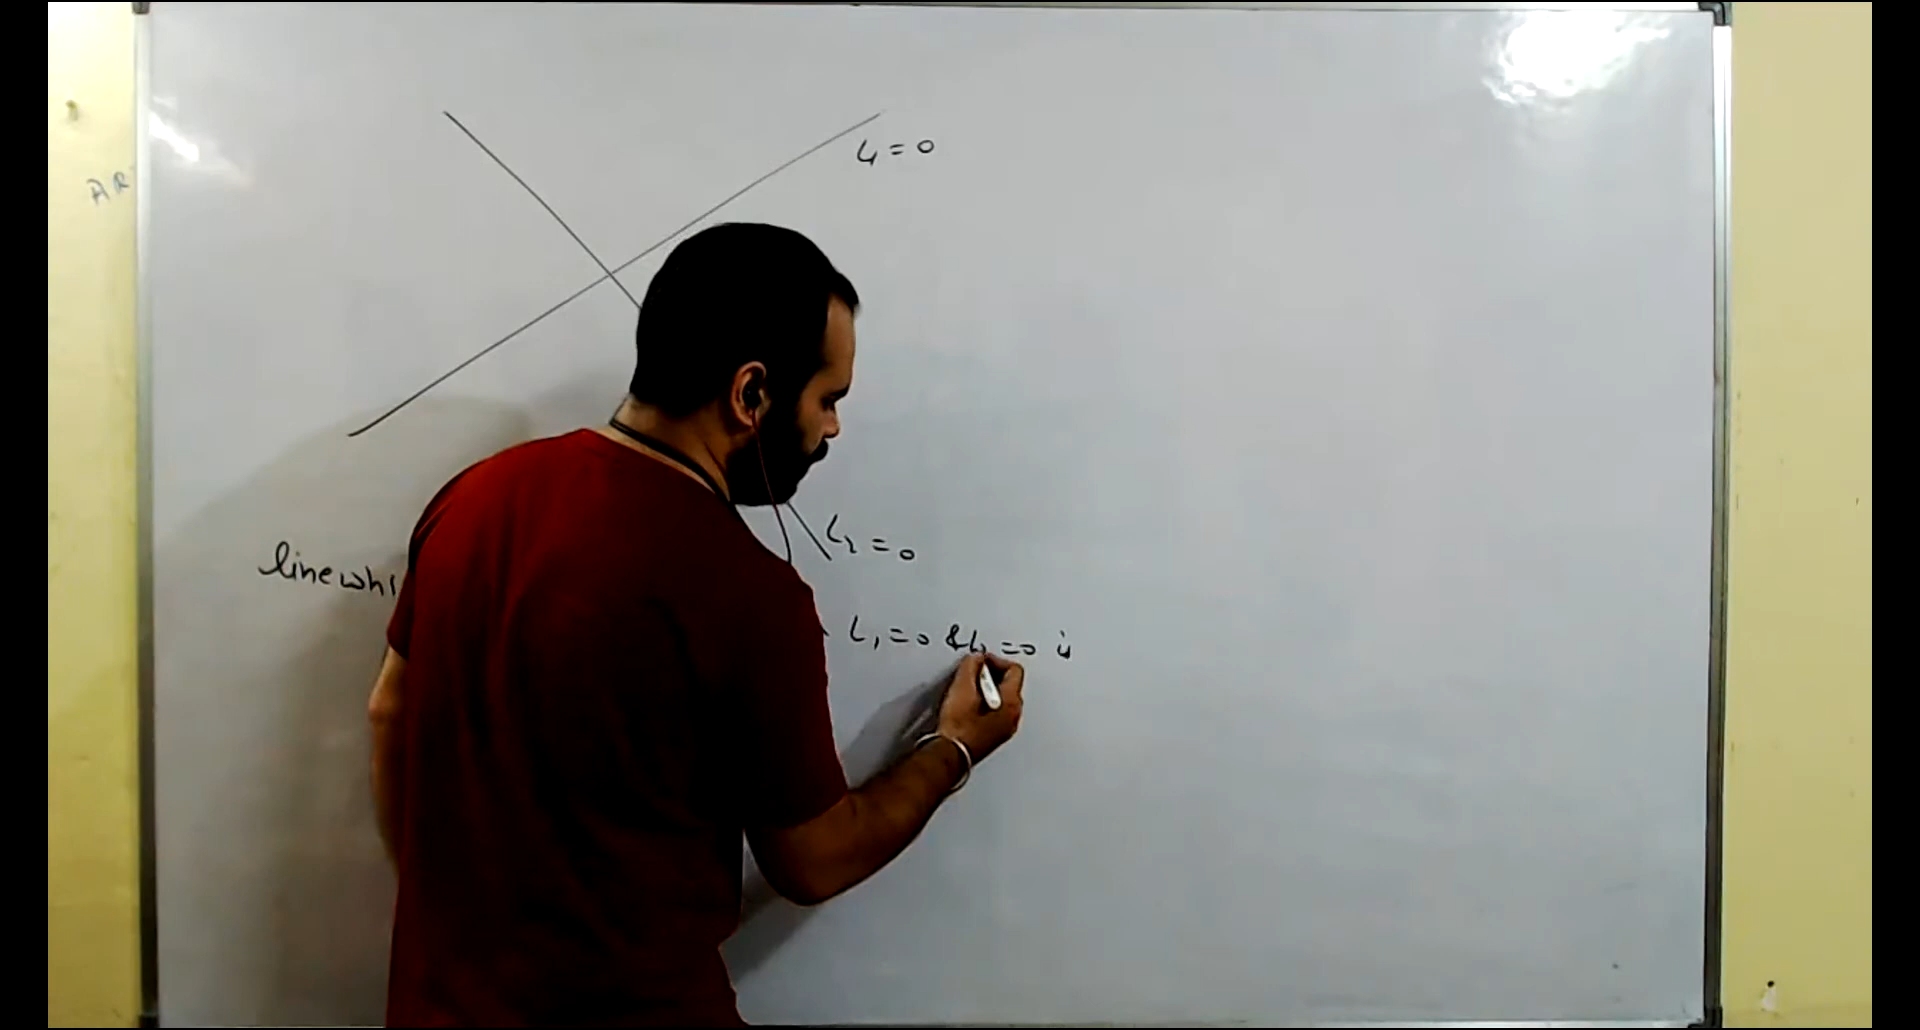 AR
L₁ = 0
L₂ = 0
line whi L₁ = 0 & L₂ = 0 is